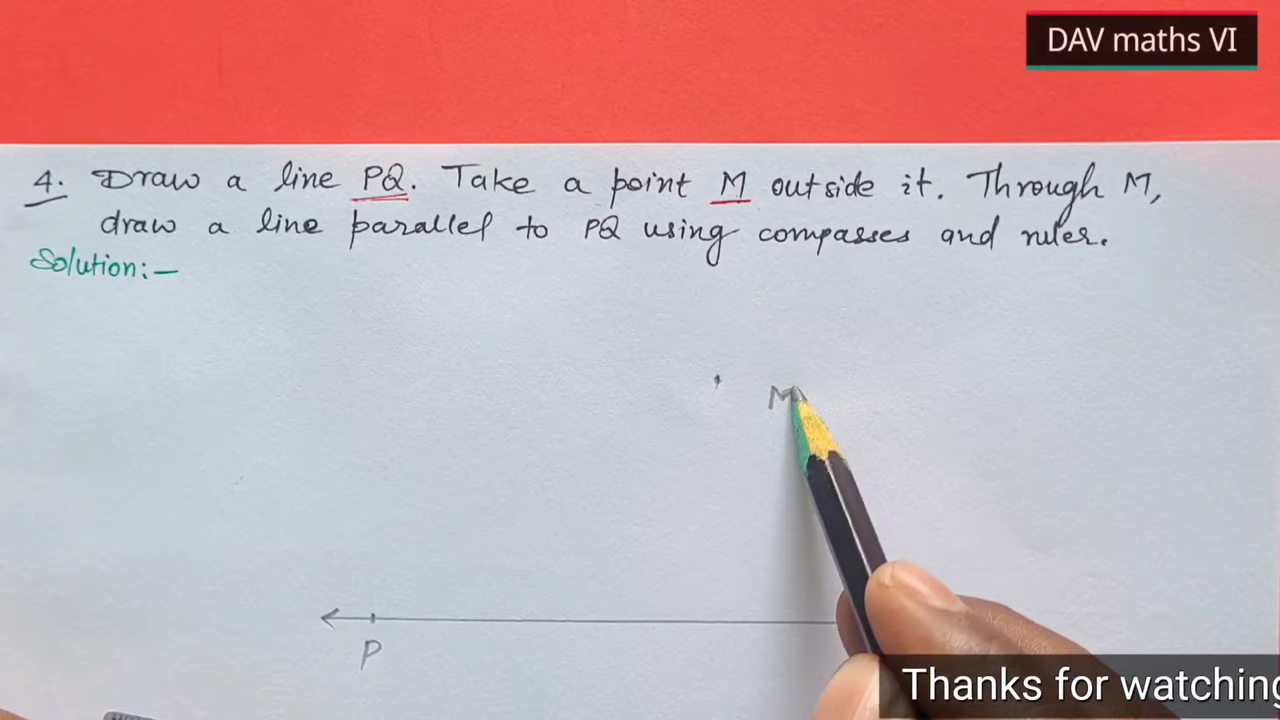 DAV maths VI
4. Draw a line PQ. Take a point M outside it. Through M,
draw a line parallel to PQ using compasses and ruler.
Solution:-
M
P
Thanks for watching